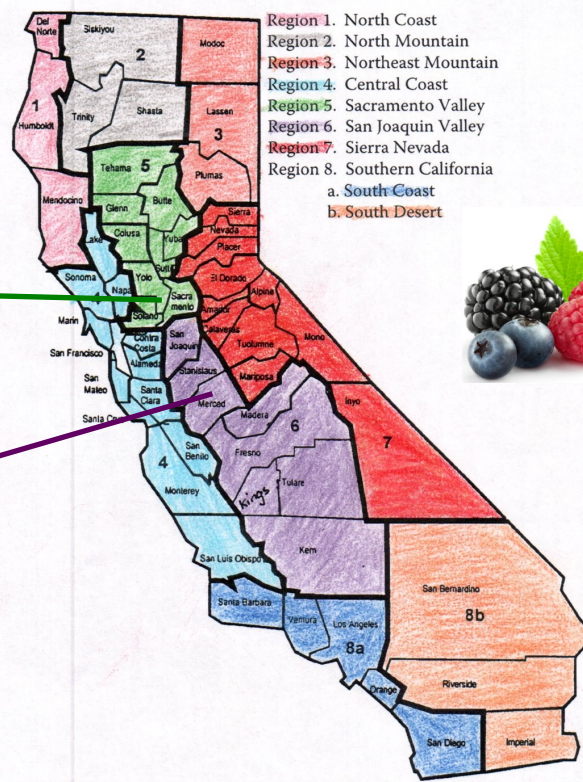 Region 1. North Coast
Region 2. North Mountain
Region 3. Northeast Mountain
Region 4. Central Coast
Region 5. Sacramento Valley
Region 6. San Joaquin Valley
Region 7. Sierra Nevada
Region 8. Southern California
a. South Coast
b. South Desert
Del
Norte
Siskiyou
Modoc
2
1
Humboldt
Trinity
Shasta
Lassen
3
Tehama
5
Plumas
Mendocino
Glenn
Butte
Colusa
Lake
Yuba
Sierra
Nevada
Placer
Sutt
Sonoma
Napa
Yolo
El Dorado
Sacra
mento
Alpine
Solano
Amador
Marin
Calaveras
San Francisco
Contra
Costa
San
Joaquin
Tuolumne
Mono
Alameda
Stanislaus
San
Mateo
Santa
Clara
Mariposa
Merced
Santa Cr
Madera
6
Inyo
7
San
Benito
Fresno
4
Monterey
Kings
Tulare
San Luis Obispo
Kern
San Bernardino
8b
Santa Barbara
Ventura
Los Angeles
8a
Orange
Riverside
San Diego
Imperial